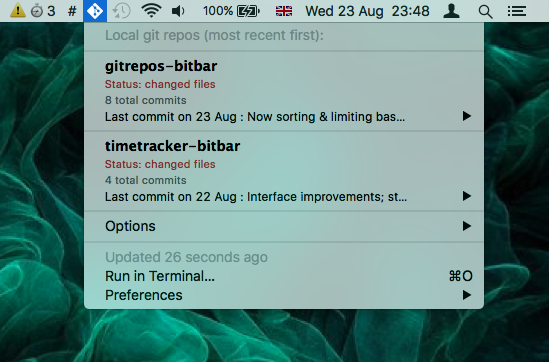 3 # 100% Wed 23 Aug 23:48
Local git repos (most recent first):
gitrepos-bitbar
Status: changed files
8 total commits
Last commit on 23 Aug : Now sorting & limiting bas...
timetracker-bitbar
Status: changed files
4 total commits
Last commit on 22 Aug : Interface improvements; st...
Options
Updated 26 seconds ago
Run in Terminal... ⌘O
Preferences